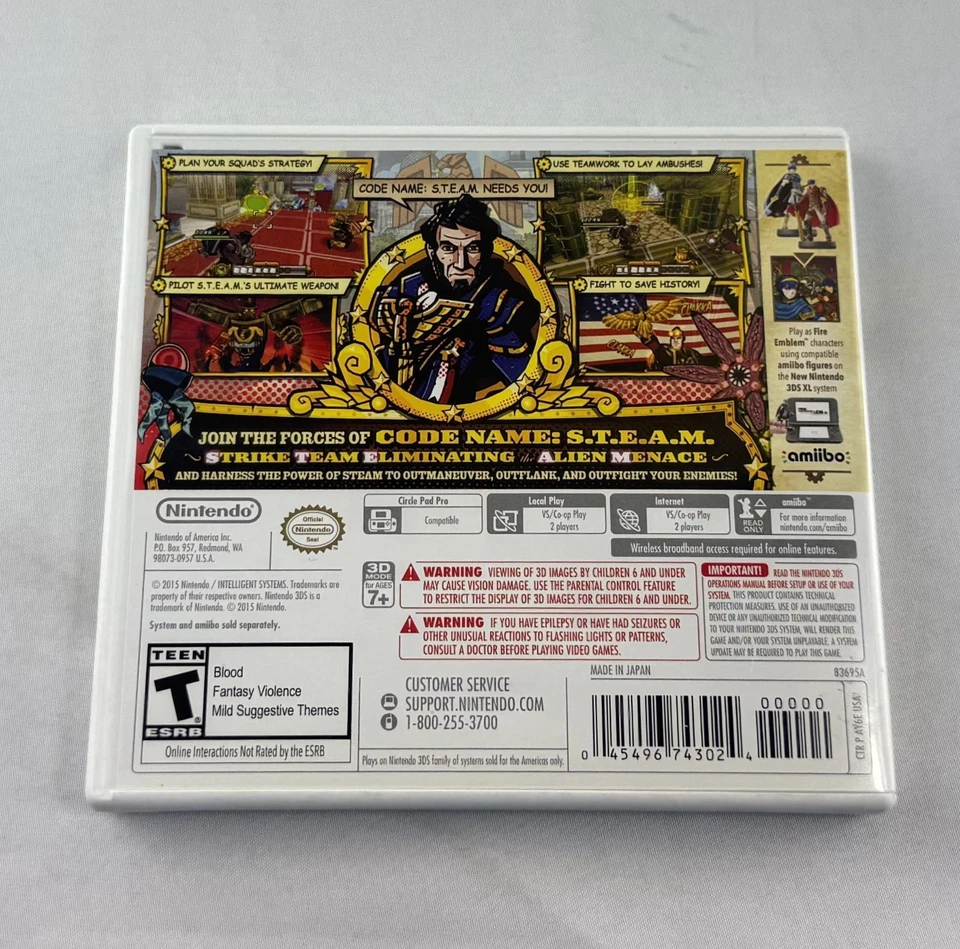 PLAN YOUR SQUAD'S STRATEGY!
CODE NAME: S.T.E.A.M. NEEDS YOU!
USE TEAMWORK TO LAY AMBUSHES!
PILOT S.T.E.A.M.'S ULTIMATE WEAPON!
FIGHT TO SAVE HISTORY!
Play as Fire
Emblem™ characters
using compatible
amiibo figures on
the New Nintendo
3DS XL system
amiibo
JOIN THE FORCES OF CODE NAME: S.T.E.A.M.
~ STRIKE TEAM ELIMINATING the ALIEN MENACE ~
AND HARNESS THE POWER OF STEAM TO OUTMANEUVER, OUTFLANK, AND OUTFIGHT YOUR ENEMIES!
Nintendo®
Nintendo of America Inc.
P.O. Box 957, Redmond, WA
98073-0957 U.S.A.
Official
Nintendo
Seal
Circle Pad Pro
Compatible
Local Play
VS/Co-op Play
2 players
Internet
VS/Co-op Play
2 players
amiibo™
READ
ONLY
For more information
nintendo.com/amiibo
Wireless broadband access required for online features.
© 2015 Nintendo / INTELLIGENT SYSTEMS. Trademarks are
property of their respective owners. Nintendo 3DS is a
trademark of Nintendo. © 2015 Nintendo.
System and amiibo sold separately.
3D
MODE
for AGES
7+
WARNING VIEWING OF 3D IMAGES BY CHILDREN 6 AND UNDER
MAY CAUSE VISION DAMAGE. USE THE PARENTAL CONTROL FEATURE
TO RESTRICT THE DISPLAY OF 3D IMAGES FOR CHILDREN 6 AND UNDER.
WARNING IF YOU HAVE EPILEPSY OR HAVE HAD SEIZURES OR
OTHER UNUSUAL REACTIONS TO FLASHING LIGHTS OR PATTERNS,
CONSULT A DOCTOR BEFORE PLAYING VIDEO GAMES.
IMPORTANT! READ THE NINTENDO 3DS
OPERATIONS MANUAL BEFORE SETUP OR USE OF YOUR
SYSTEM. THIS PRODUCT CONTAINS TECHNICAL
PROTECTION MEASURES. USE OF AN UNAUTHORIZED
DEVICE OR ANY UNAUTHORIZED TECHNICAL MODIFICATION
TO YOUR NINTENDO 3DS SYSTEM, WILL RENDER THIS
GAME AND/OR YOUR SYSTEM UNPLAYABLE. A SYSTEM
UPDATE MAY BE REQUIRED TO PLAY THIS GAME.
TEEN
T
®
ESRB
Blood
Fantasy Violence
Mild Suggestive Themes
Online Interactions Not Rated by the ESRB
CUSTOMER SERVICE
SUPPORT.NINTENDO.COM
1-800-255-3700
Plays on Nintendo 3DS family of systems sold for the Americas only.
MADE IN JAPAN
83695A
00000
0 45496 74302 4
CTR P AY6E USA